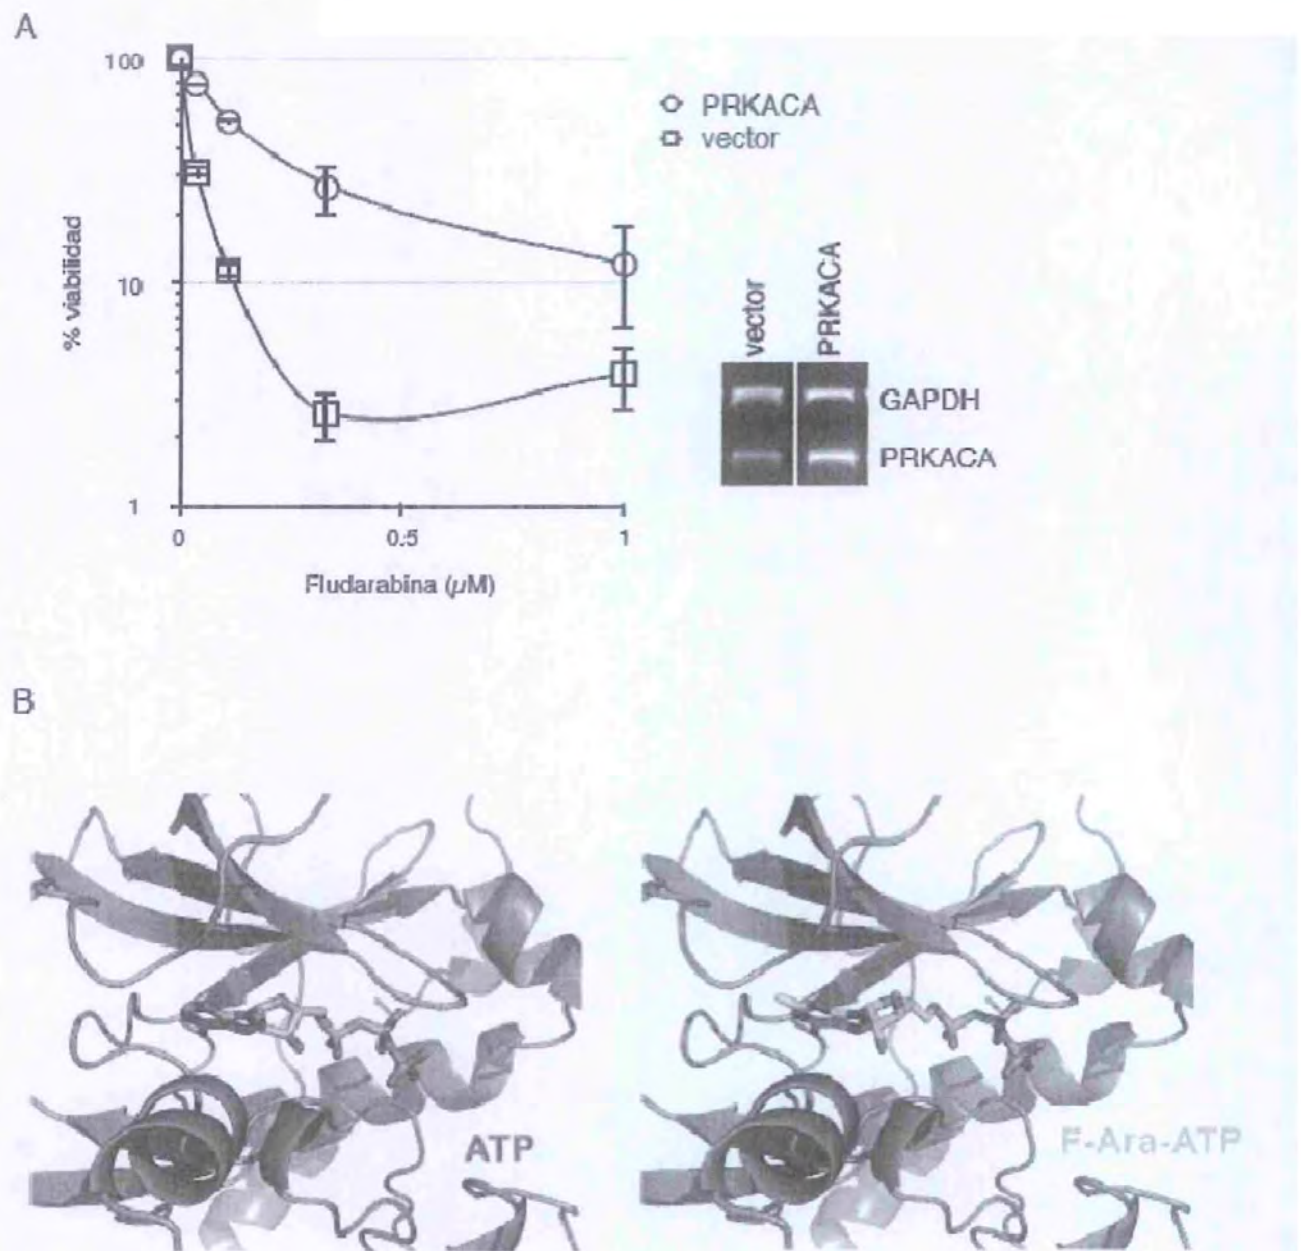 A
100
10
1
% viabilidad
0
0.5
1
Fludarabina (µM)
PRKACA
vector
vector
PRKACA
GAPDH
PRKACA
B
ATP
F-Ara-ATP